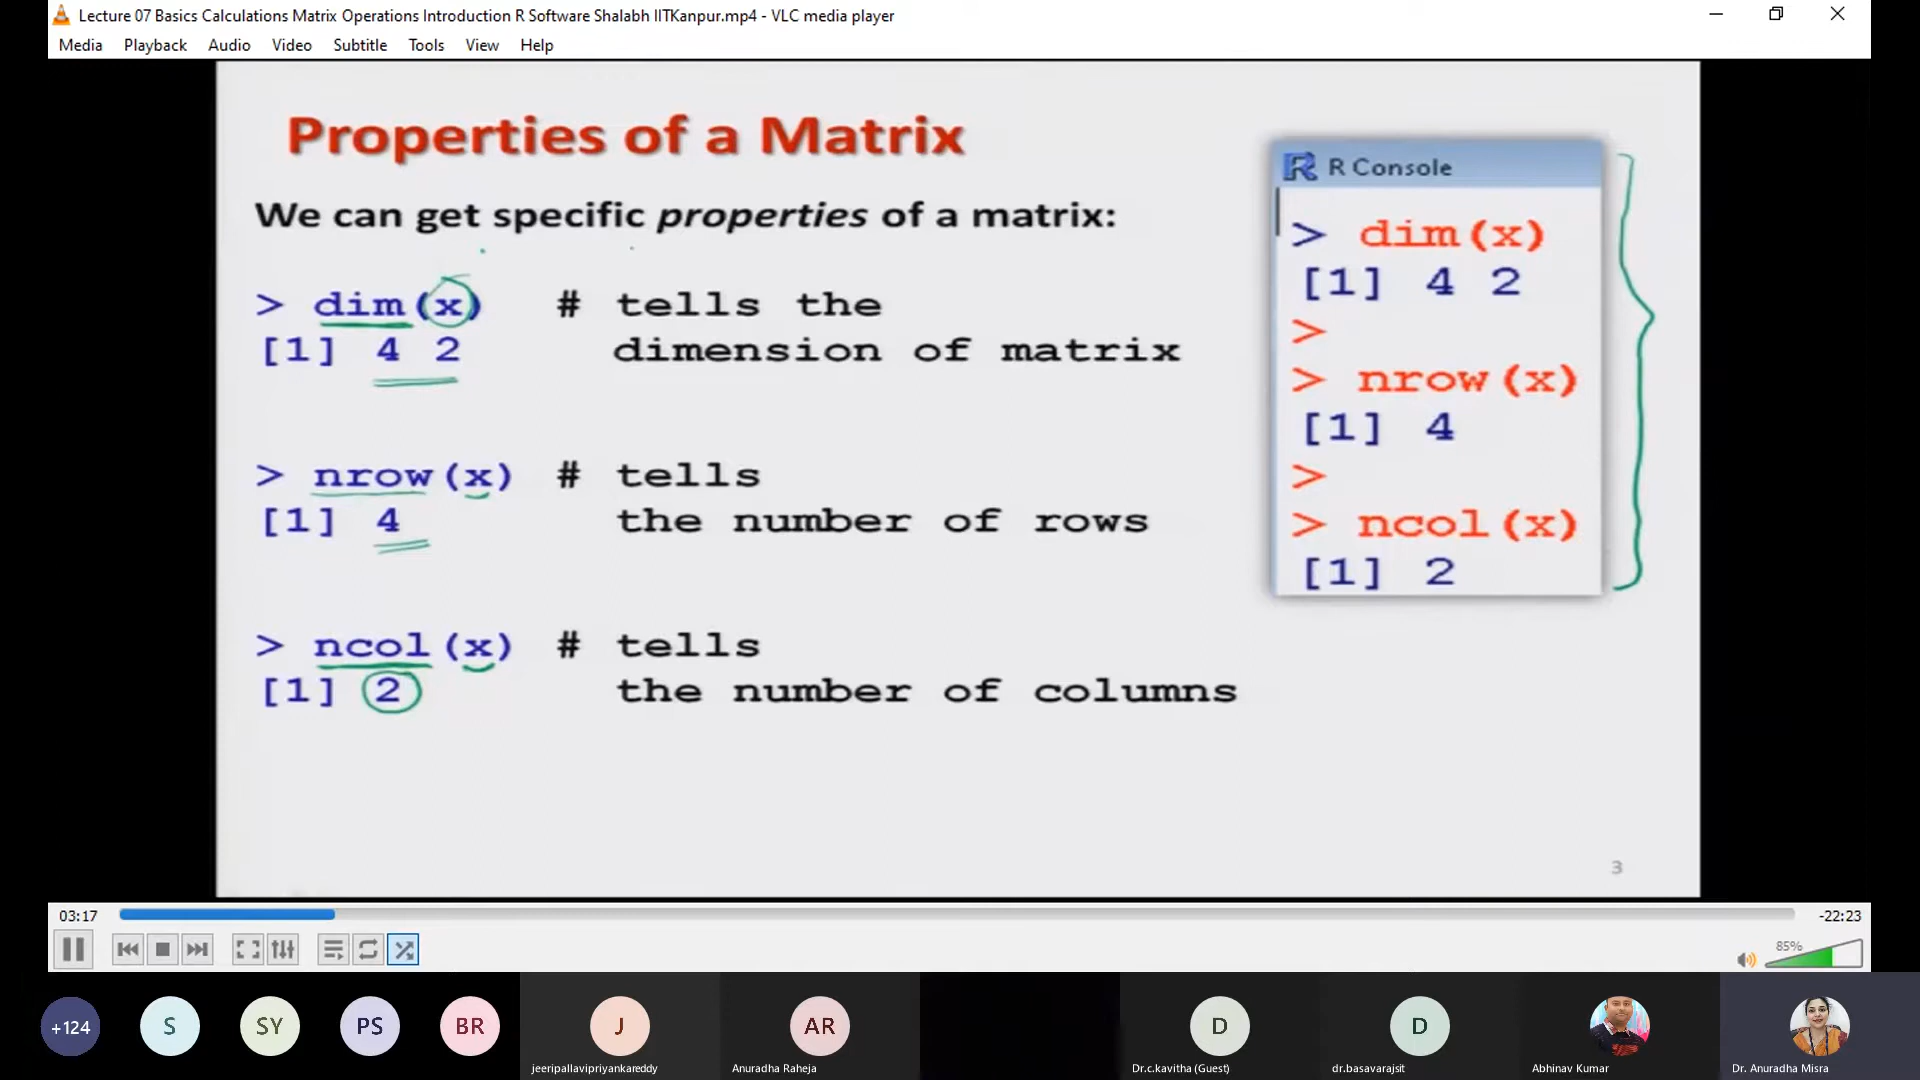 Lecture 07 Basics Calculations Matrix Operations Introduction R Software Shalabh IITKanpur.mp4 - VLC media player
Media Playback Audio Video Subtitle Tools View Help
Properties of a Matrix
We can get specific properties of a matrix:
> dim(x) # tells the
[1] 4 2 dimension of matrix
> nrow(x) # tells
[1] 4 the number of rows
> ncol(x) # tells
[1] 2 the number of columns
R Console
> dim(x)
[1] 4 2
>
> nrow(x)
[1] 4
>
> ncol(x)
[1] 2
3
03:17 -22:23
85%
+124 S SY PS BR J AR D D
jeeripallavipriyankareddy Anuradha Raheja Dr.c.kavitha (Guest) dr.basavarajsit Abhinav Kumar Dr. Anuradha Misra